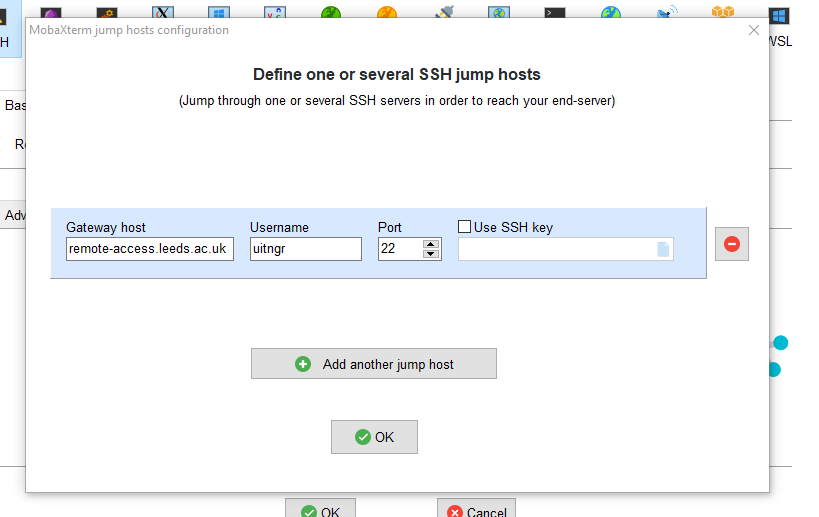 MobaXterm jump hosts configuration
H
WSL
Define one or several SSH jump hosts
(Jump through one or several SSH servers in order to reach your end-server)
Bas
R
Adv
Gateway host Username Port Use SSH key
remote-access.leeds.ac.uk uitngr 22
Add another jump host
OK
OK Cancel